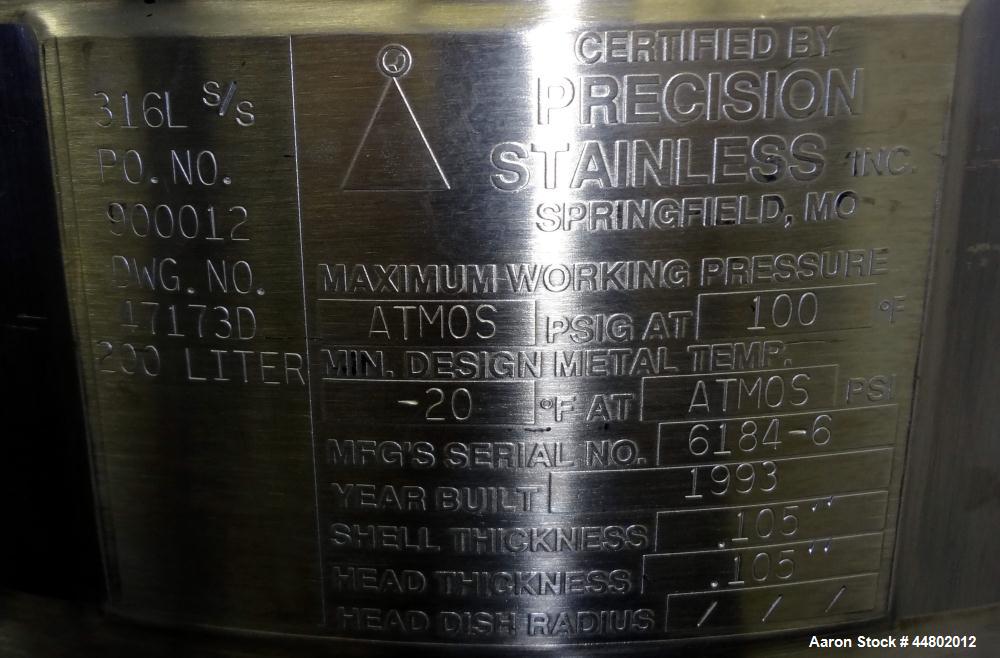 316L S/S
PO. NO.
900012
DWG. NO.
47173D
200 LITER
CERTIFIED BY
PRECISION
STAINLESS INC.
SPRINGFIELD, MO
MAXIMUM WORKING PRESSURE
ATMOS PSIG AT 100 °F
MIN. DESIGN METAL TEMP.
-20 °F AT ATMOS PSI
MFG'S SERIAL NO. 6184-6
YEAR BUILT 1993
SHELL THICKNESS .105"
HEAD THICKNESS .105"
HEAD DISH RADIUS / / /
Aaron Stock # 44802012